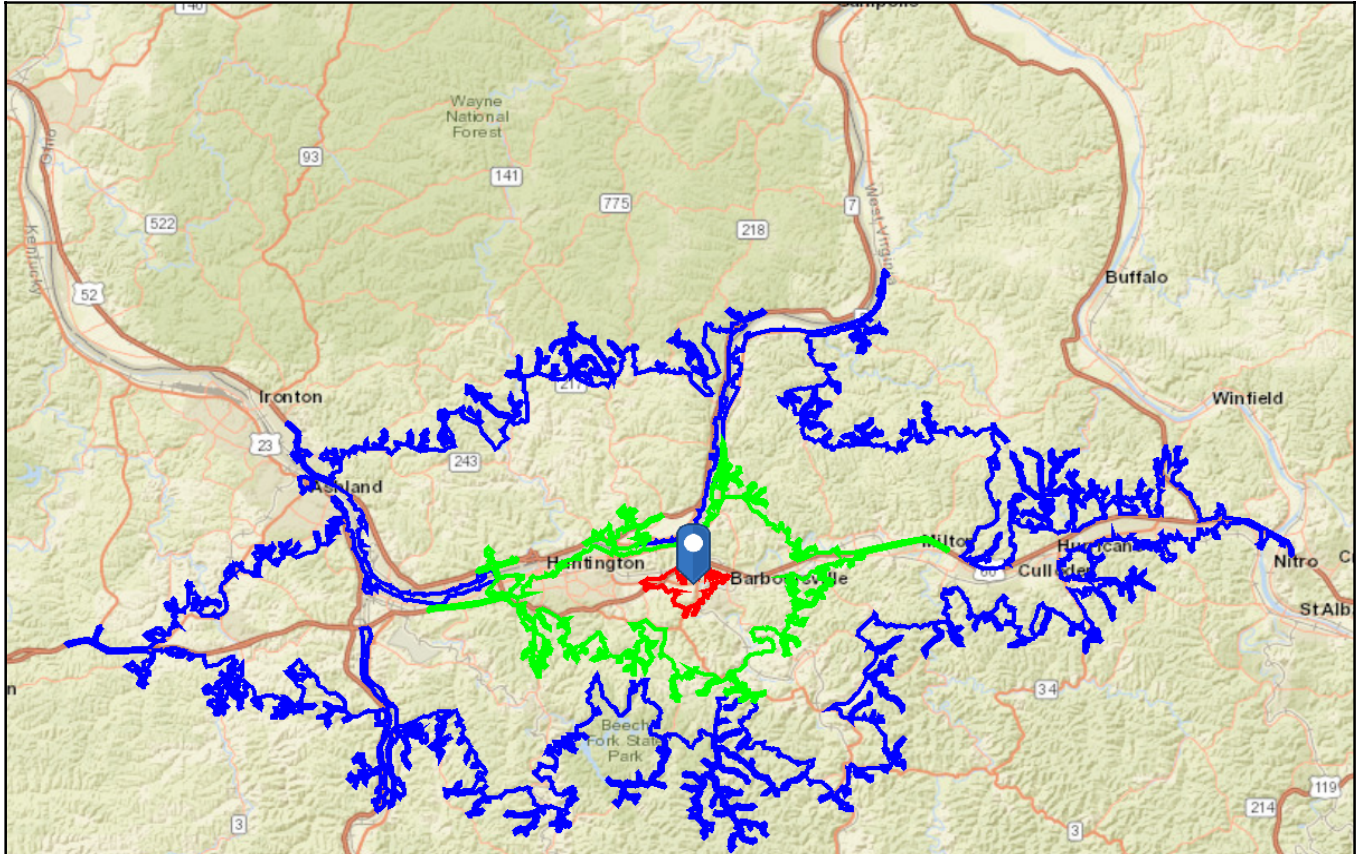 Wayne
National
Forest
Ohio
93
141
775
7
West Virginia
522
218
Kentucky
52
Buffalo
Ironton
217
Winfield
23
243
Ashland
Milton
Huntington
Hurricane
Nitro
Barboursville
60
Culloden
St Alb
n
34
Beech
Fork State
Park
119
214
3
3